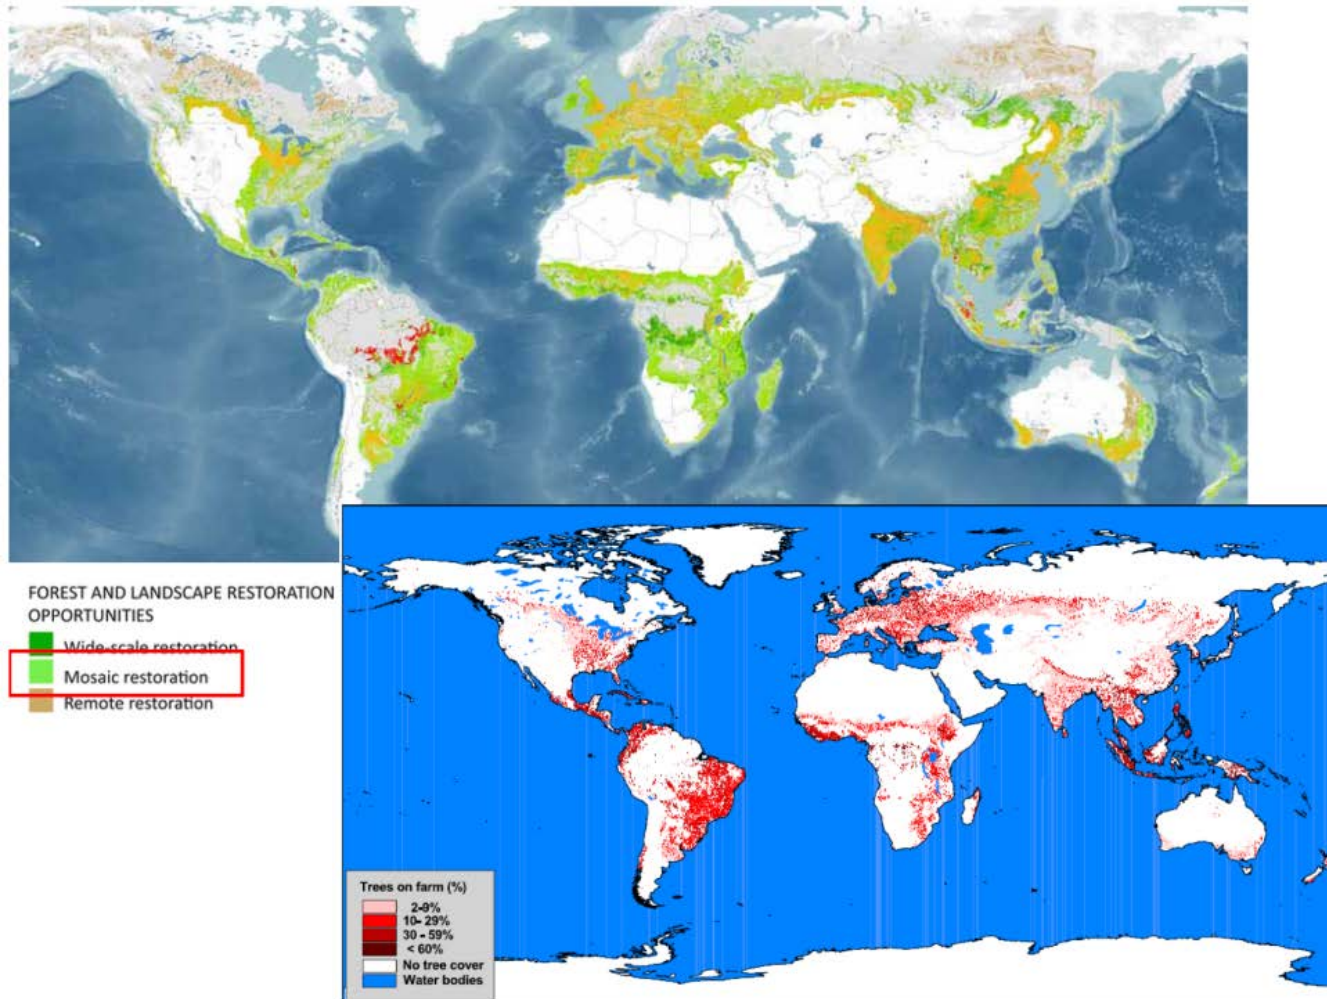 FOREST AND LANDSCAPE RESTORATION
OPPORTUNITIES
Wide-scale restoration
Mosaic restoration
Remote restoration
Trees on farm (%)
2-9%
10- 29%
30 - 59%
< 60%
No tree cover
Water bodies